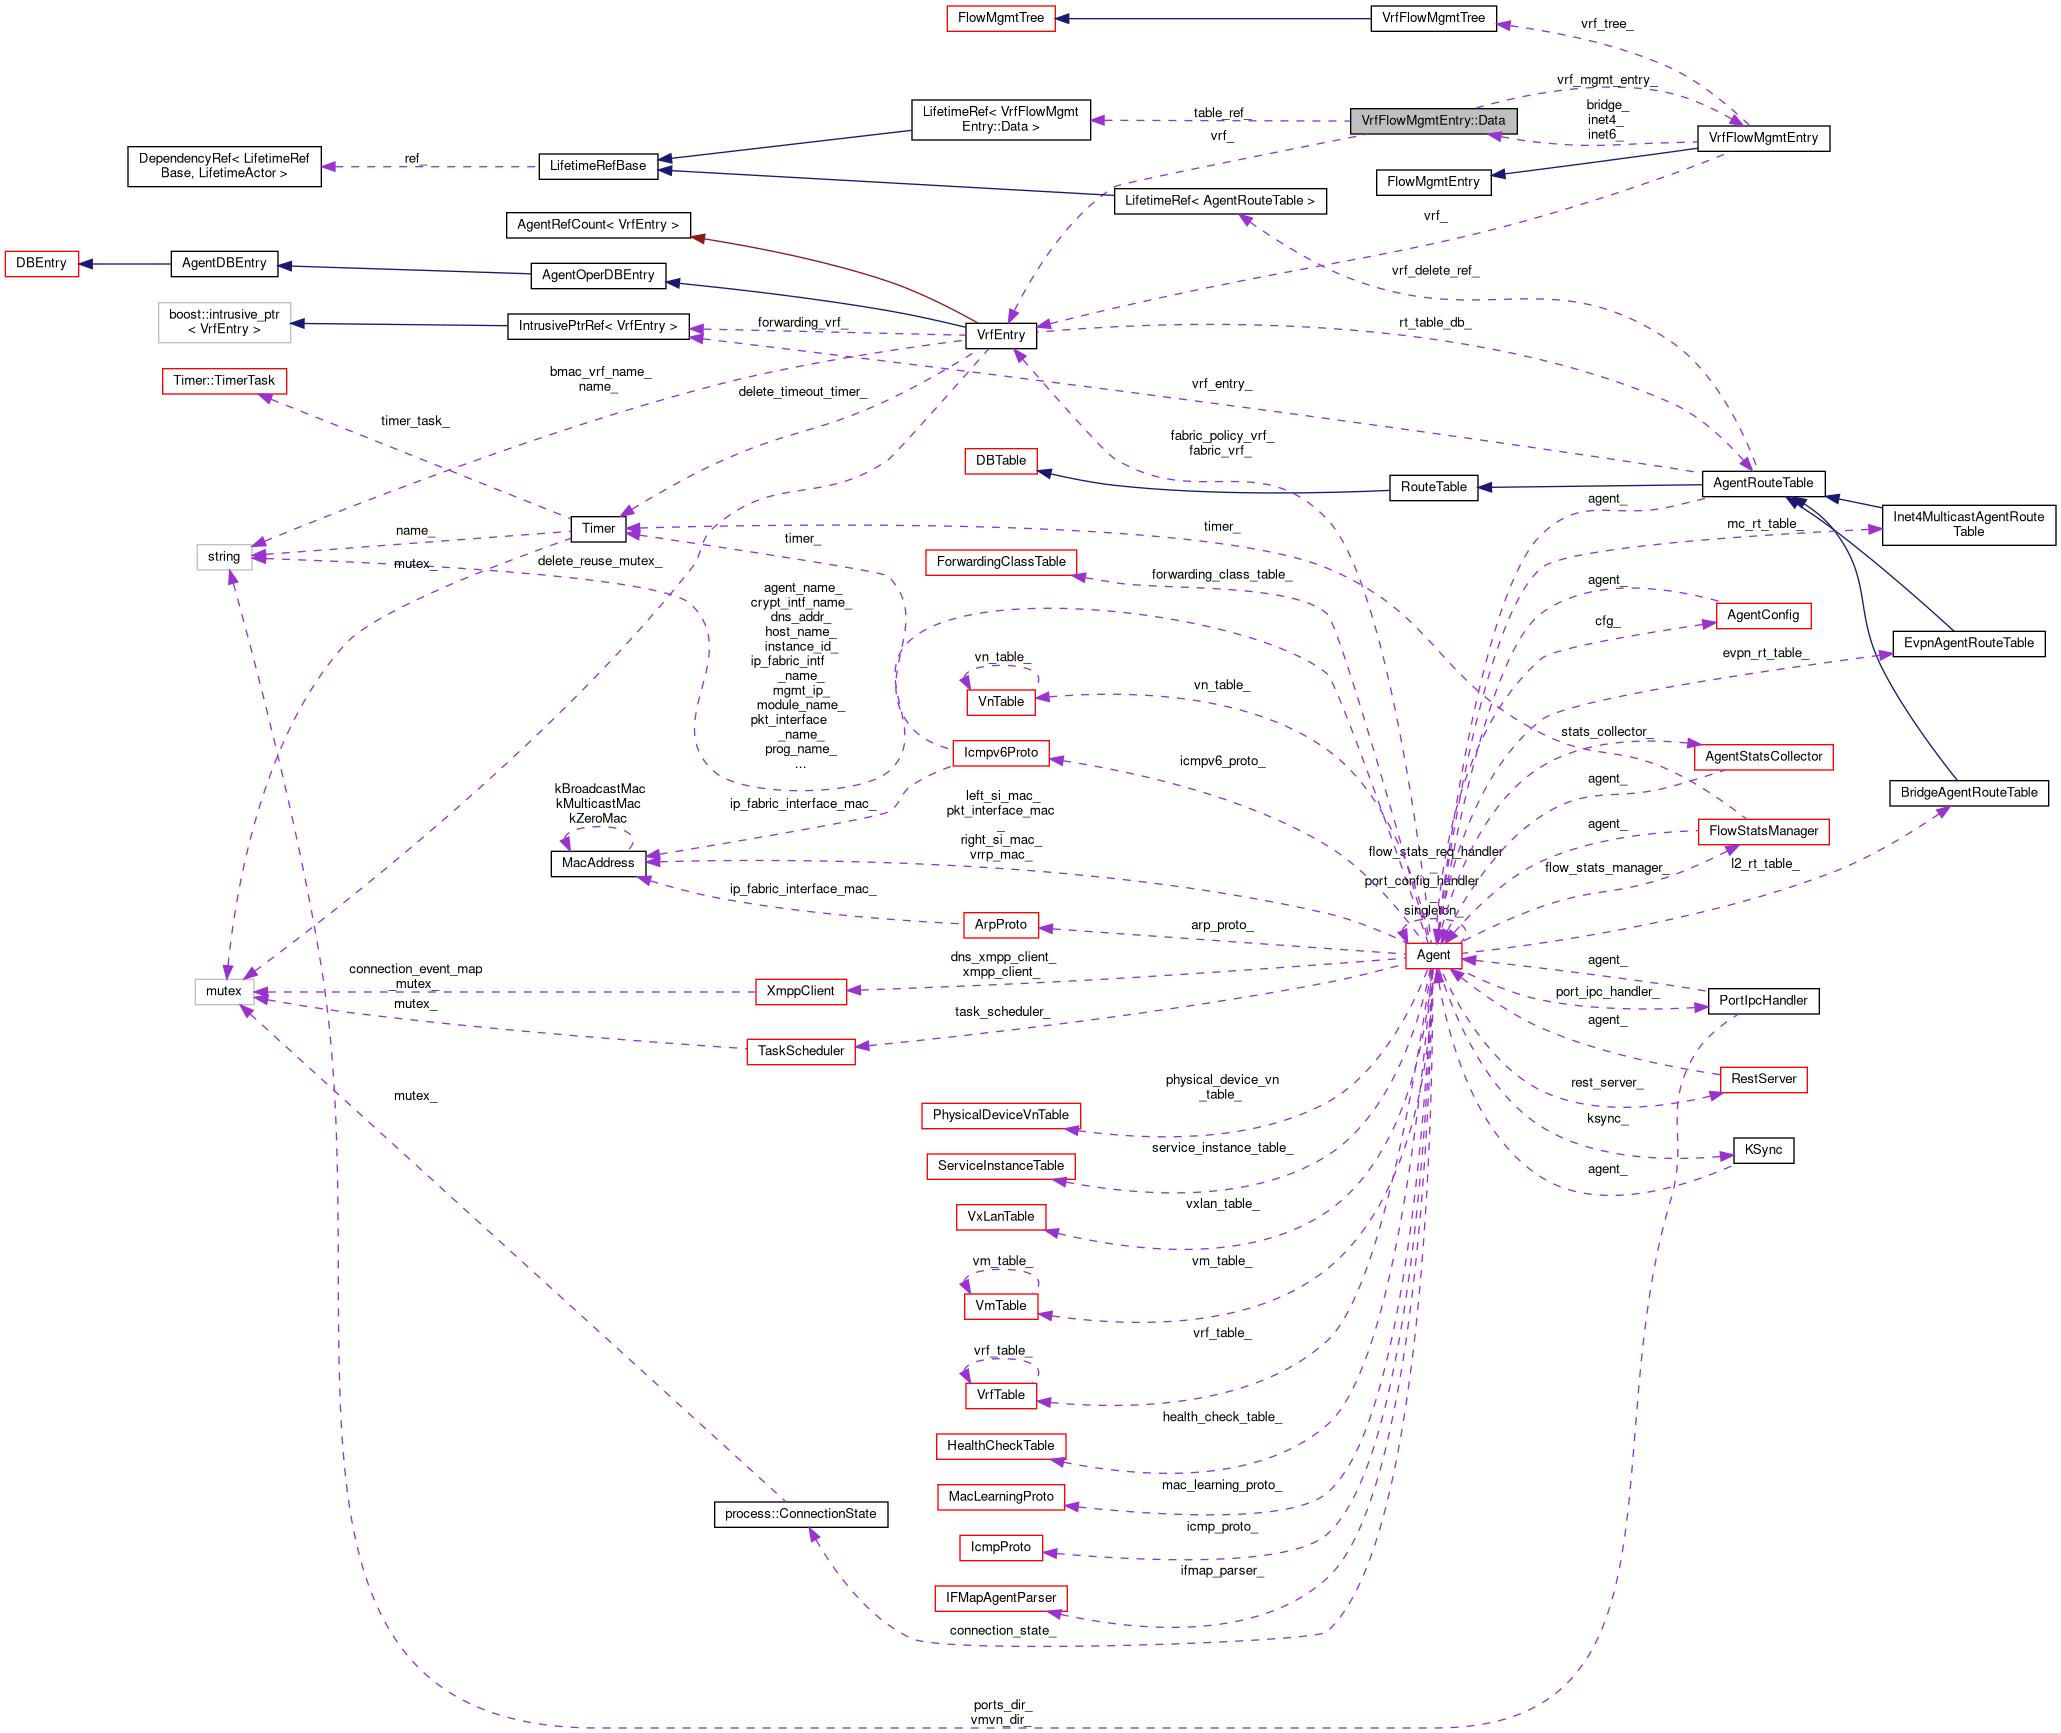 FlowMgmtTree
VrfFlowMgmtTree
vrf_tree_
vrf_mgmt_entry_
LifetimeRef< VrfFlowMgmt
Entry::Data >
table_ref_
VrfFlowMgmtEntry::Data
bridge_
inet4_
inet6_
VrfFlowMgmtEntry
vrf_
DependencyRef< LifetimeRef
Base, LifetimeActor >
ref_
LifetimeRefBase
FlowMgmtEntry
LifetimeRef< AgentRouteTable >
vrf_
AgentRefCount< VrfEntry >
DBEntry
AgentDBEntry
AgentOperDBEntry
vrf_delete_ref_
boost::intrusive_ptr
< VrfEntry >
IntrusivePtrRef< VrfEntry >
forwarding_vrf_
VrfEntry
rt_table_db_
Timer::TimerTask
bmac_vrf_name_
name_
delete_timeout_timer_
vrf_entry_
timer_task_
fabric_policy_vrf_
fabric_vrf_
DBTable
RouteTable
AgentRouteTable
agent_
Inet4MulticastAgentRoute
Table
mc_rt_table_
Timer
name_
timer_
timer_
string
mutex_
delete_reuse_mutex_
ForwardingClassTable
forwarding_class_table_
agent_
AgentConfig
cfg_
agent_name_
crypt_intf_name_
dns_addr_
host_name_
instance_id_
ip_fabric_intf
_name_
mgmt_ip_
module_name_
pkt_interface
_name_
prog_name_
...
EvpnAgentRouteTable
evpn_rt_table_
vn_table_
VnTable
vn_table_
Icmpv6Proto
icmpv6_proto_
stats_collector_
AgentStatsCollector
agent_
BridgeAgentRouteTable
kBroadcastMac
kMulticastMac
kZeroMac
ip_fabric_interface_mac_
left_si_mac_
pkt_interface_mac
_
right_si_mac_
vrrp_mac_
agent_
FlowStatsManager
MacAddress
flow_stats_req_handler
_
port_config_handler
_
singleton_
flow_stats_manager_
l2_rt_table_
ip_fabric_interface_mac_
ArpProto
arp_proto_
Agent
dns_xmpp_client_
xmpp_client_
agent_
connection_event_map
_mutex_
mutex
XmppClient
port_ipc_handler_
PortIpcHandler
mutex_
task_scheduler_
agent_
TaskScheduler
RestServer
rest_server_
mutex_
physical_device_vn
_table_
PhysicalDeviceVnTable
ksync_
service_instance_table_
KSync
ServiceInstanceTable
agent_
vxlan_table_
VxLanTable
vm_table_
vm_table_
VmTable
vrf_table_
vrf_table_
VrfTable
health_check_table_
HealthCheckTable
mac_learning_proto_
MacLearningProto
process::ConnectionState
icmp_proto_
IcmpProto
ifmap_parser_
IFMapAgentParser
connection_state_
ports_dir_
vmvn_dir_